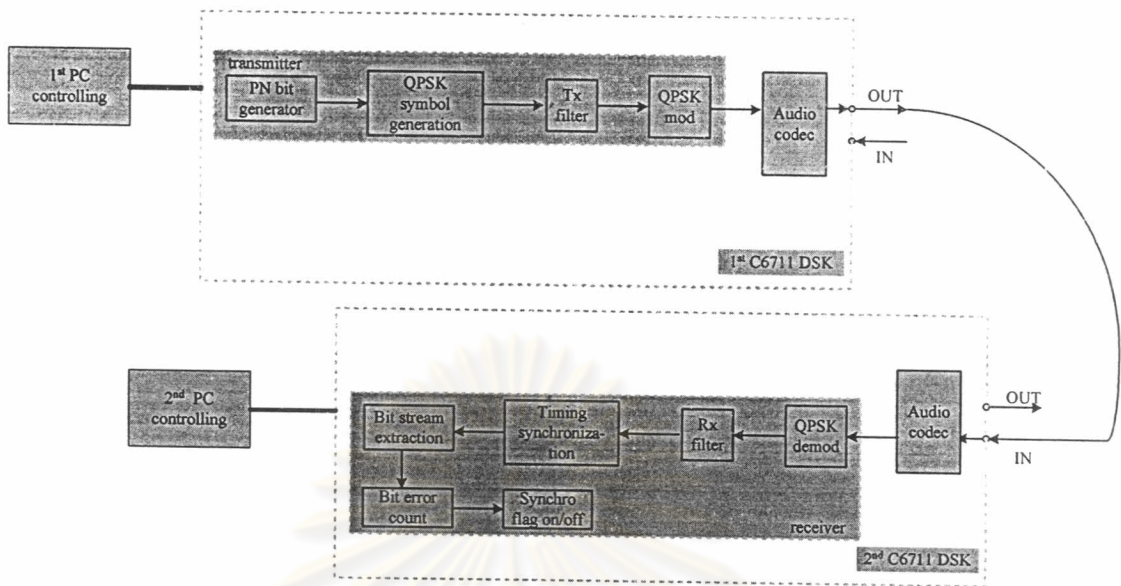 1st PC
controlling
transmitter
PN bit
generator
QPSK
symbol
generation
Tx
filter
QPSK
mod
Audio
codec
OUT
IN
1st C6711 DSK
2nd PC
controlling
Bit stream
extraction
Timing
synchroniza-
tion
Rx
filter
QPSK
demod
Audio
codec
OUT
IN
Bit error
count
Synchro
flag on/off
receiver
2nd C6711 DSK